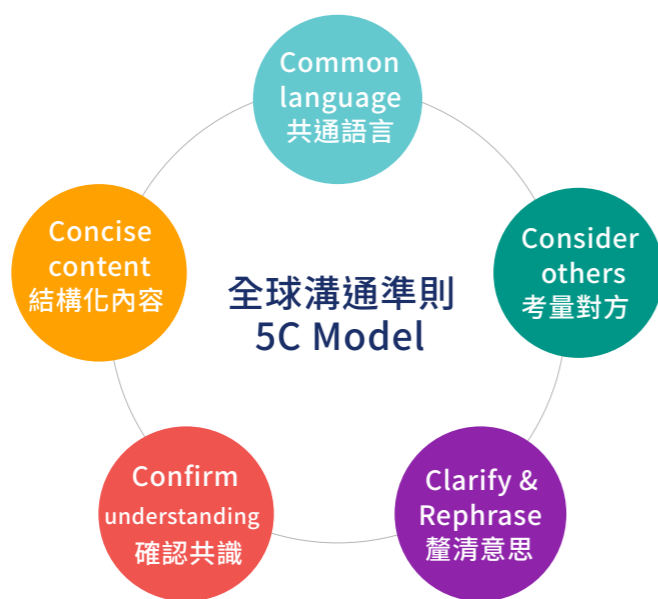 Common
language
共通語言
Consider
others
考量對方
Clarify &
Rephrase
釐清意思
Confirm
understanding
確認共識
Concise
content
結構化內容
全球溝通準則
5C Model